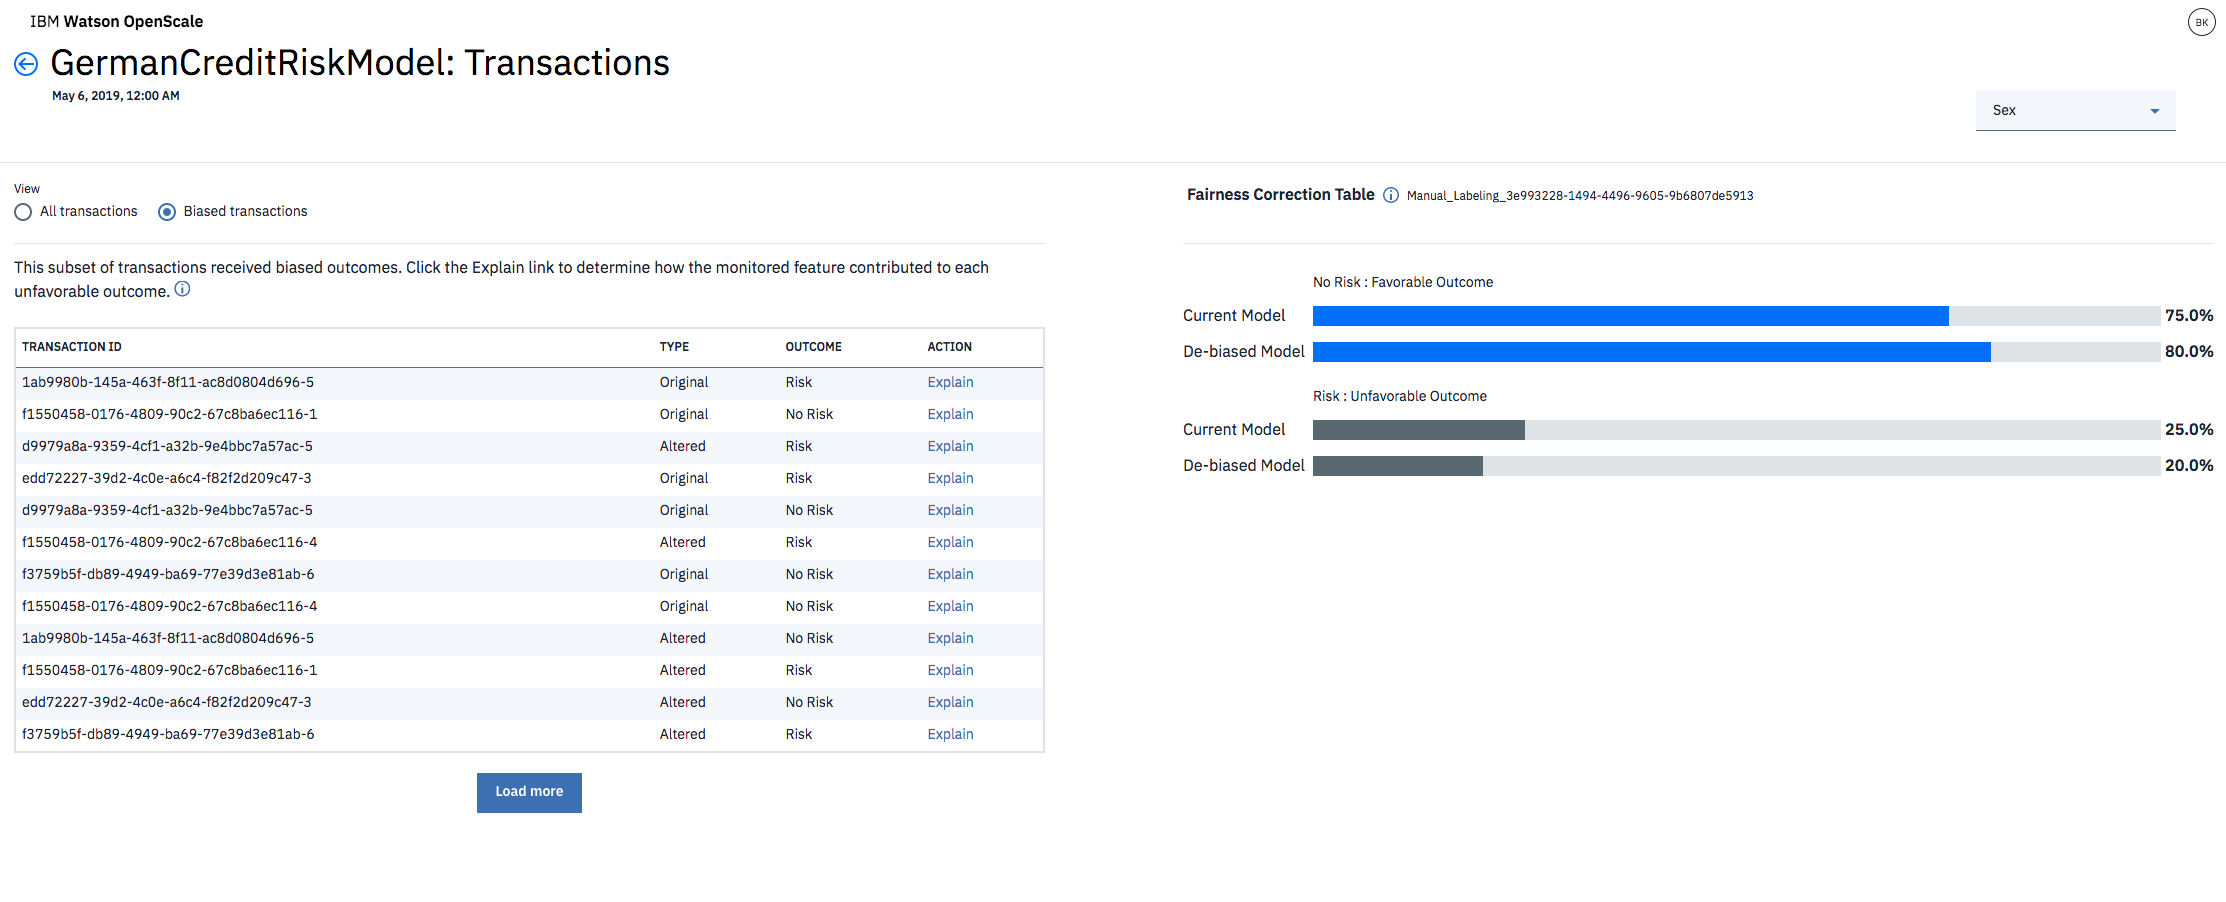 IBM Watson OpenScale
BK
GermanCreditRiskModel: Transactions
May 6, 2019, 12:00 AM
Sex
View
All transactions
Biased transactions
This subset of transactions received biased outcomes. Click the Explain link to determine how the monitored feature contributed to each
unfavorable outcome.
TRANSACTION ID TYPE OUTCOME ACTION
1ab9980b-145a-463f-8f11-ac8d0804d696-5 Original Risk Explain
f1550458-0176-4809-90c2-67c8ba6ec116-1 Original No Risk Explain
d9979a8a-9359-4cf1-a32b-9e4bbc7a57ac-5 Altered Risk Explain
edd72227-39d2-4c0e-a6c4-f82f2d209c47-3 Original Risk Explain
d9979a8a-9359-4cf1-a32b-9e4bbc7a57ac-5 Original No Risk Explain
f1550458-0176-4809-90c2-67c8ba6ec116-4 Altered Risk Explain
f3759b5f-db89-4949-ba69-77e39d3e81ab-6 Original No Risk Explain
f1550458-0176-4809-90c2-67c8ba6ec116-4 Original No Risk Explain
1ab9980b-145a-463f-8f11-ac8d0804d696-5 Altered No Risk Explain
f1550458-0176-4809-90c2-67c8ba6ec116-1 Altered Risk Explain
edd72227-39d2-4c0e-a6c4-f82f2d209c47-3 Altered No Risk Explain
f3759b5f-db89-4949-ba69-77e39d3e81ab-6 Altered Risk Explain
Load more
Fairness Correction Table Manual_Labeling_3e993228-1494-4496-9605-9b6807de5913
No Risk : Favorable Outcome
Current Model 75.0%
De-biased Model 80.0%
Risk : Unfavorable Outcome
Current Model 25.0%
De-biased Model 20.0%